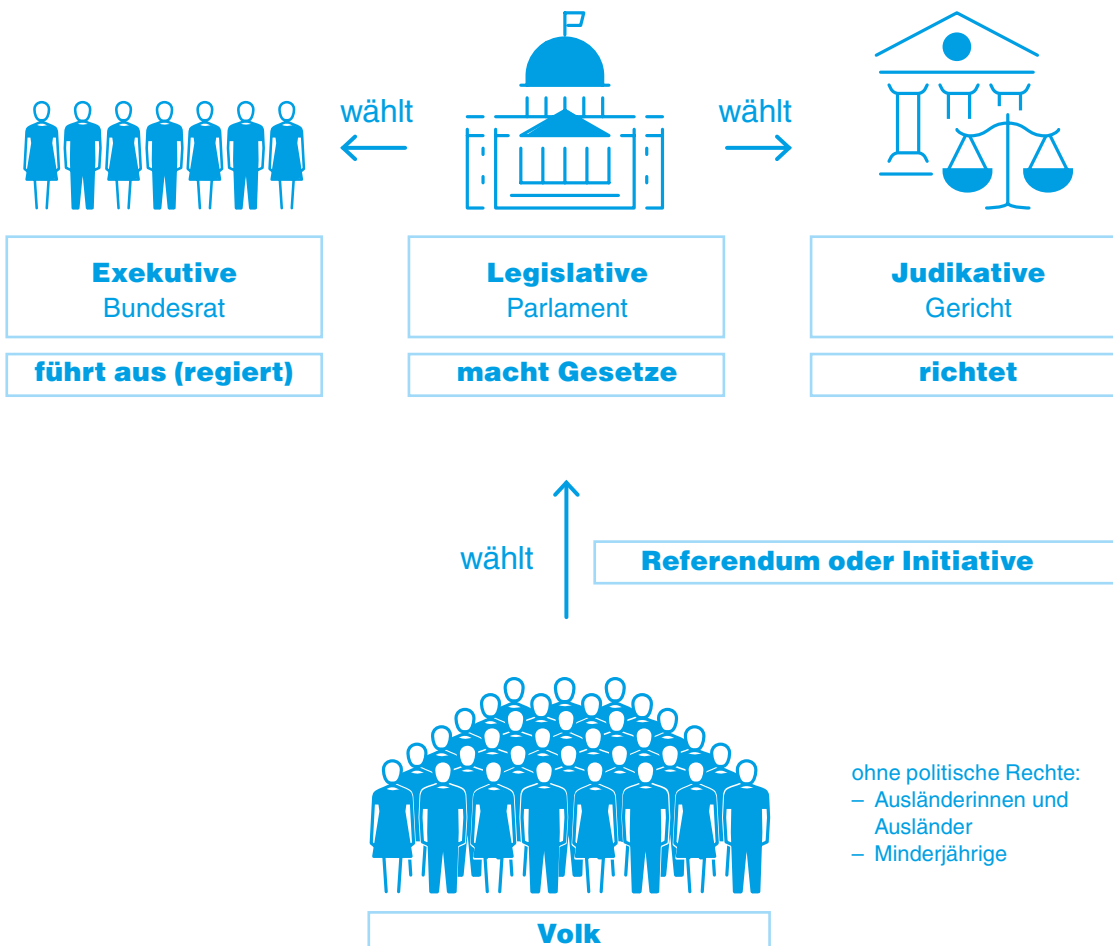 wählt
wählt
Exekutive
Bundesrat
Legislative
Parlament
Judikative
Gericht
führt aus (regiert)
macht Gesetze
richtet
wählt
Referendum oder Initiative
ohne politische Rechte:
– Ausländerinnen und
Ausländer
– Minderjährige
Volk